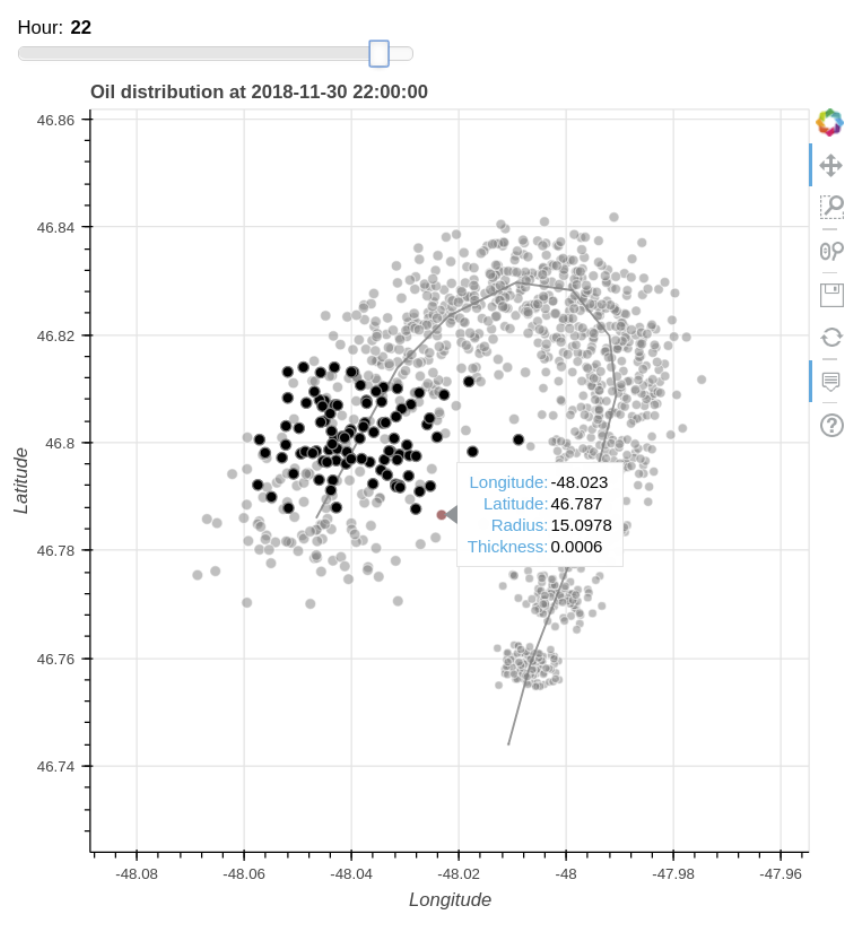 Hour: 22
Oil distribution at 2018-11-30 22:00:00
46.86
46.84
46.82
46.8
46.78
46.76
46.74
Latitude
Longitude: -48.023
Latitude: 46.787
Radius: 15.0978
Thickness: 0.0006
-48.08 -48.06 -48.04 -48.02 -48 -47.98 -47.96
Longitude